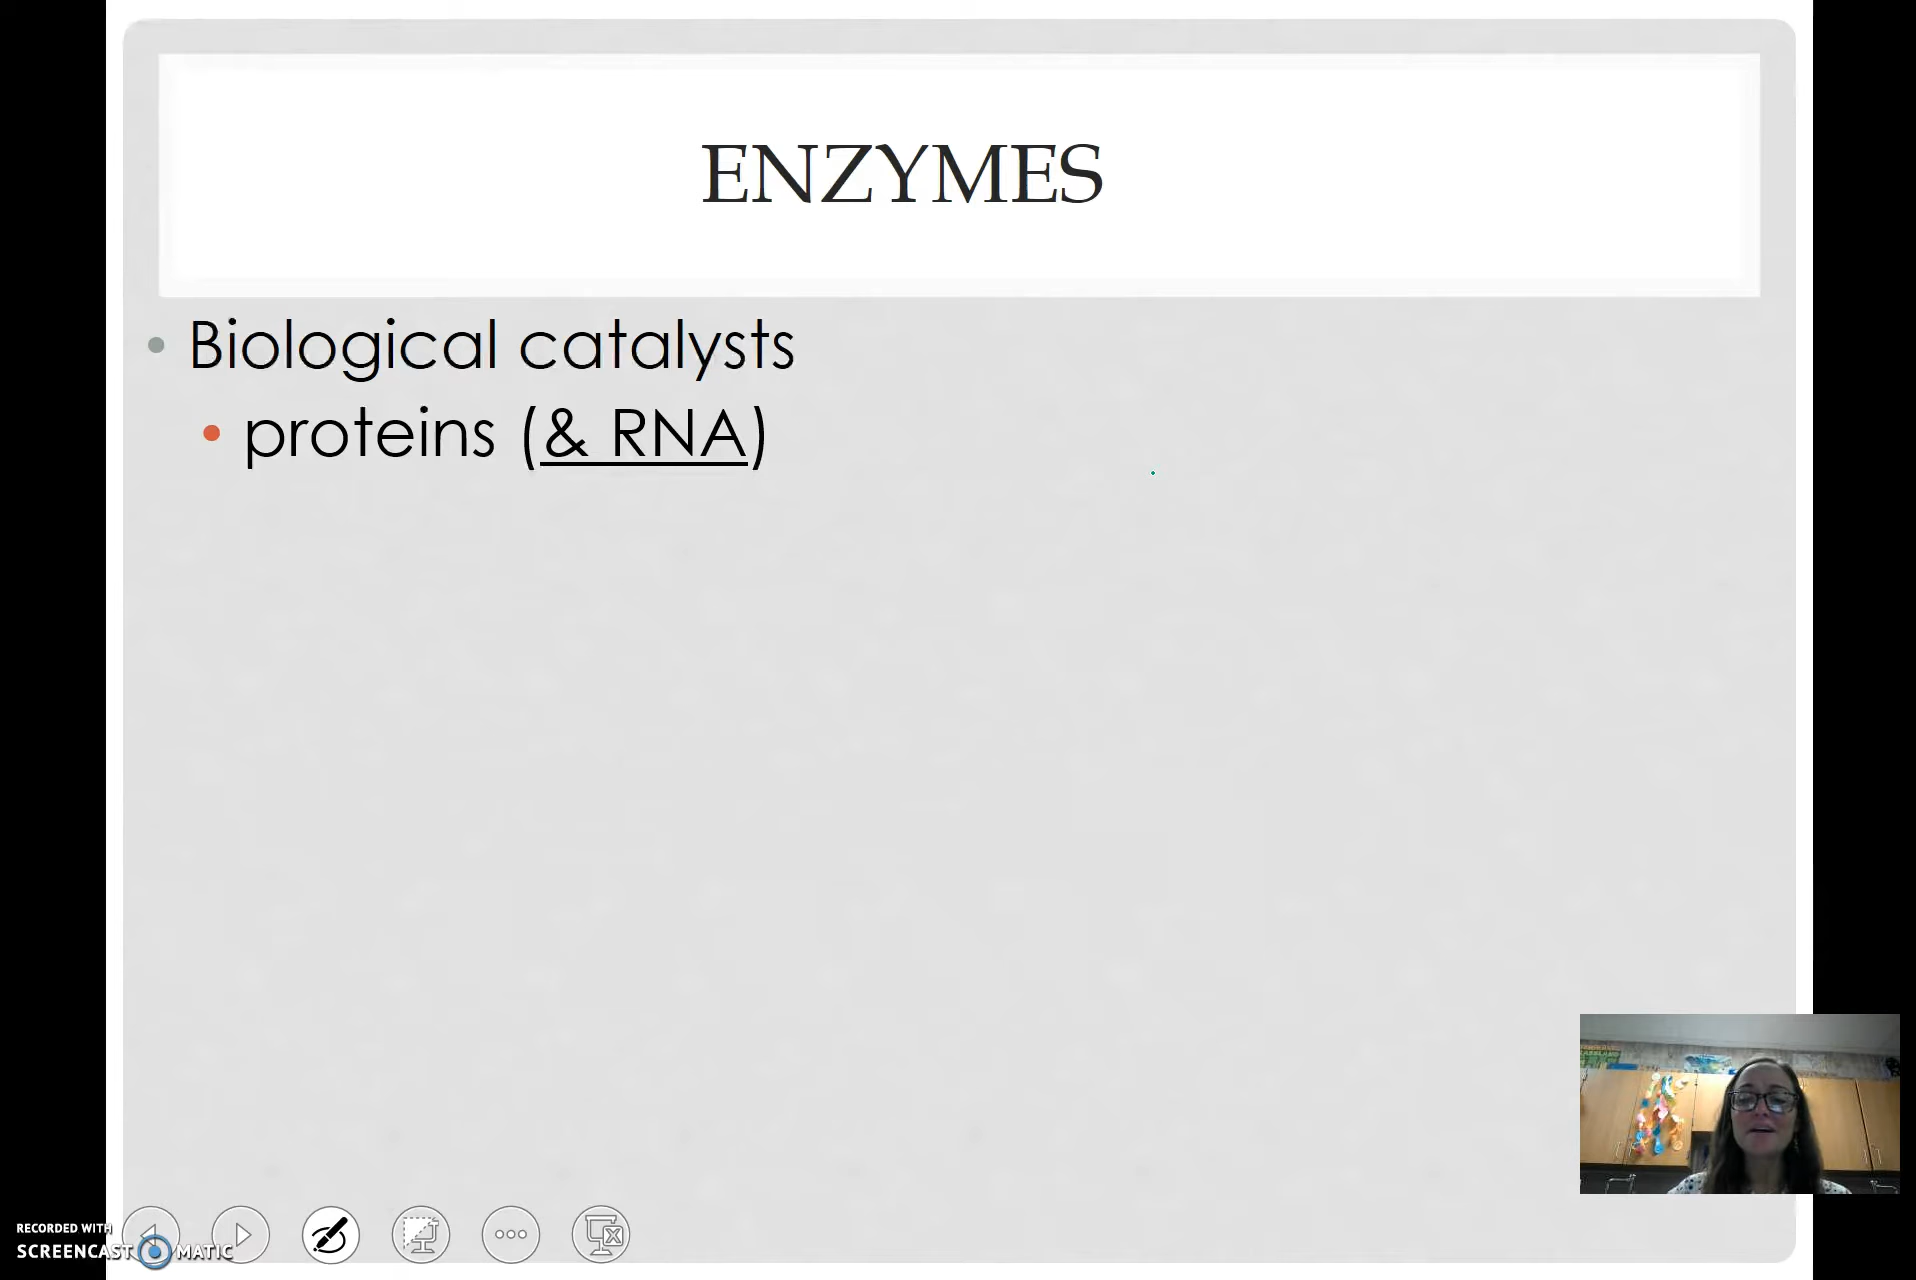 ENZYMES
• Biological catalysts
• proteins (& RNA)
RECORDED WITH
SCREENCAST MATIC